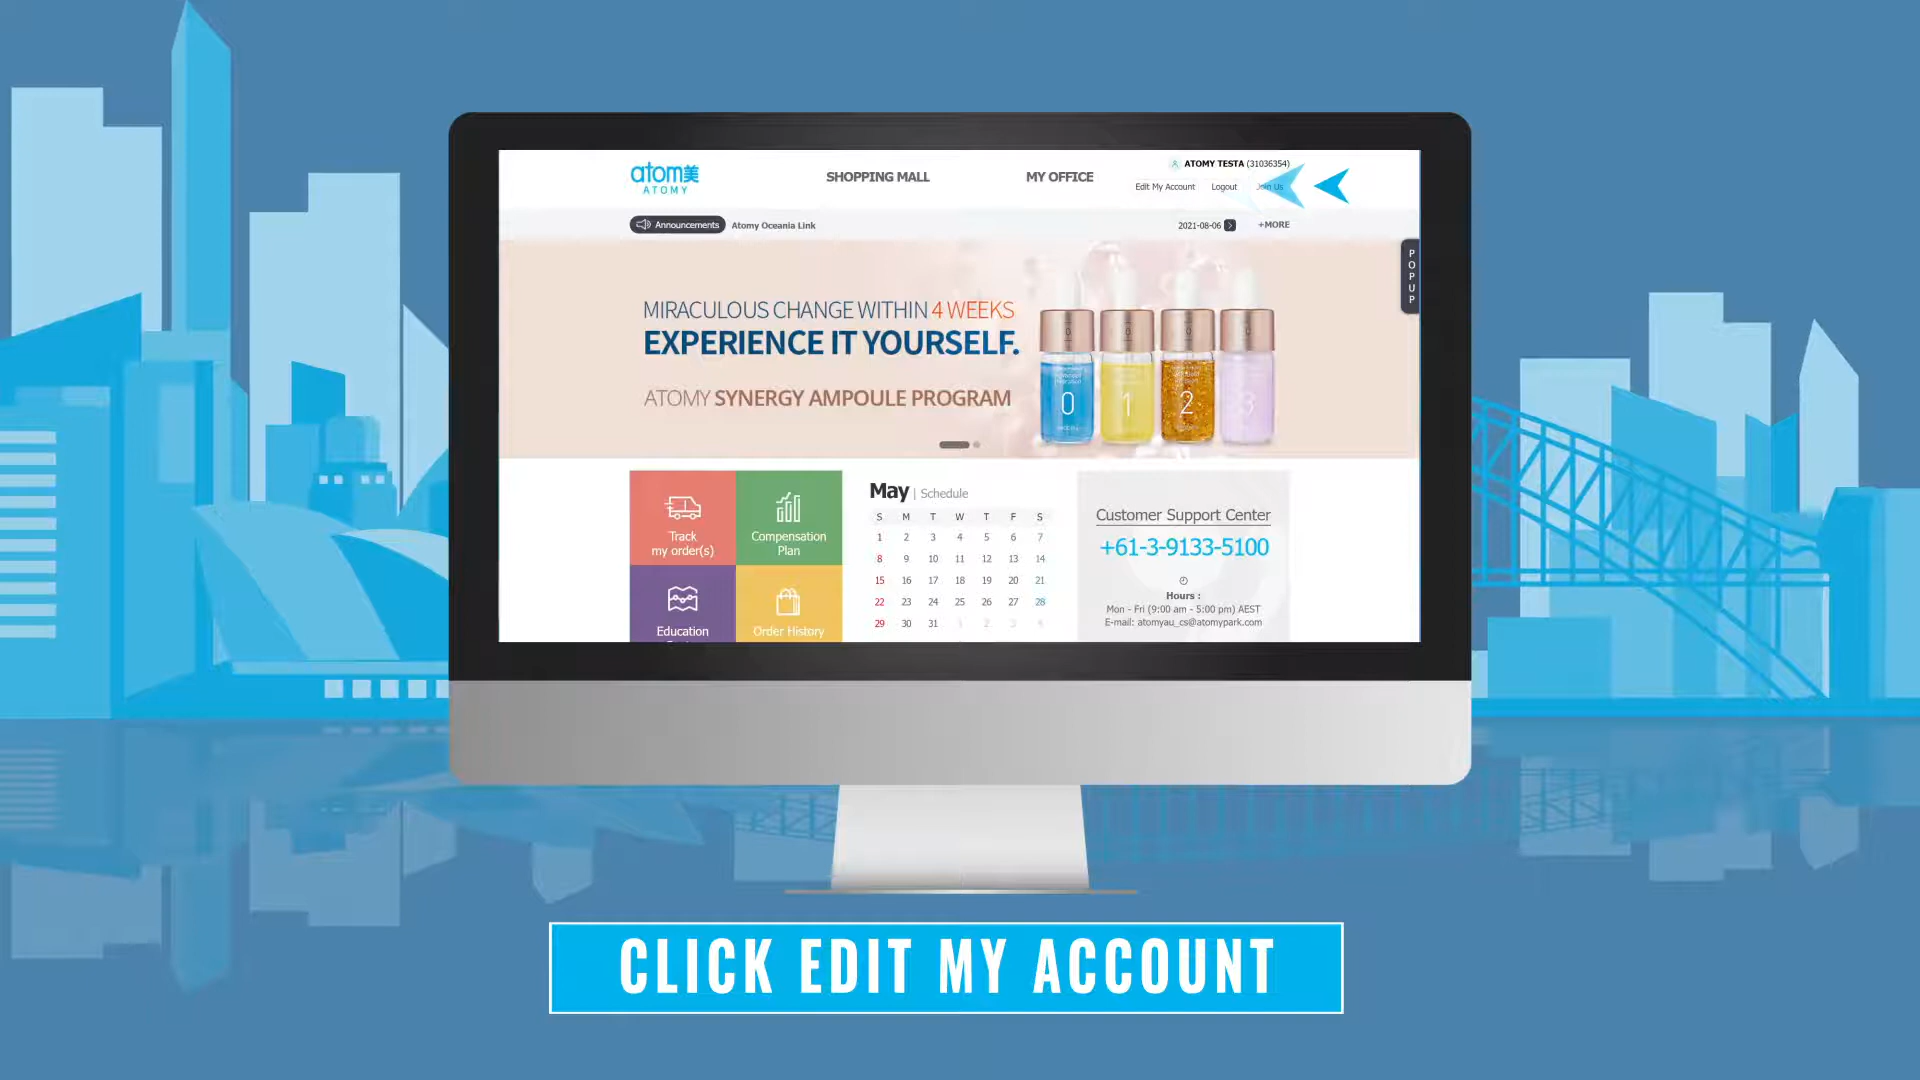 atom美
ATOMY
SHOPPING MALL
MY OFFICE
ATOMY TESTA (31036354)
Edit My Account
Logout
Join Us
Announcements
Atomy Oceania Link
2021-08-06
+MORE
POPUP
MIRACULOUS CHANGE WITHIN 4 WEEKS
EXPERIENCE IT YOURSELF.
ATOMY SYNERGY AMPOULE PROGRAM
0
1
2
3
Track
my order(s)
Compensation
Plan
Education
Order History
May | Schedule
S M T W T F S
1 2 3 4 5 6 7
8 9 10 11 12 13 14
15 16 17 18 19 20 21
22 23 24 25 26 27 28
29 30 31 1 2 3 4
Customer Support Center
+61-3-9133-5100
Hours :
Mon - Fri (9:00 am - 5:00 pm) AEST
E-mail: atomyau_cs@atomypark.com
CLICK EDIT MY ACCOUNT